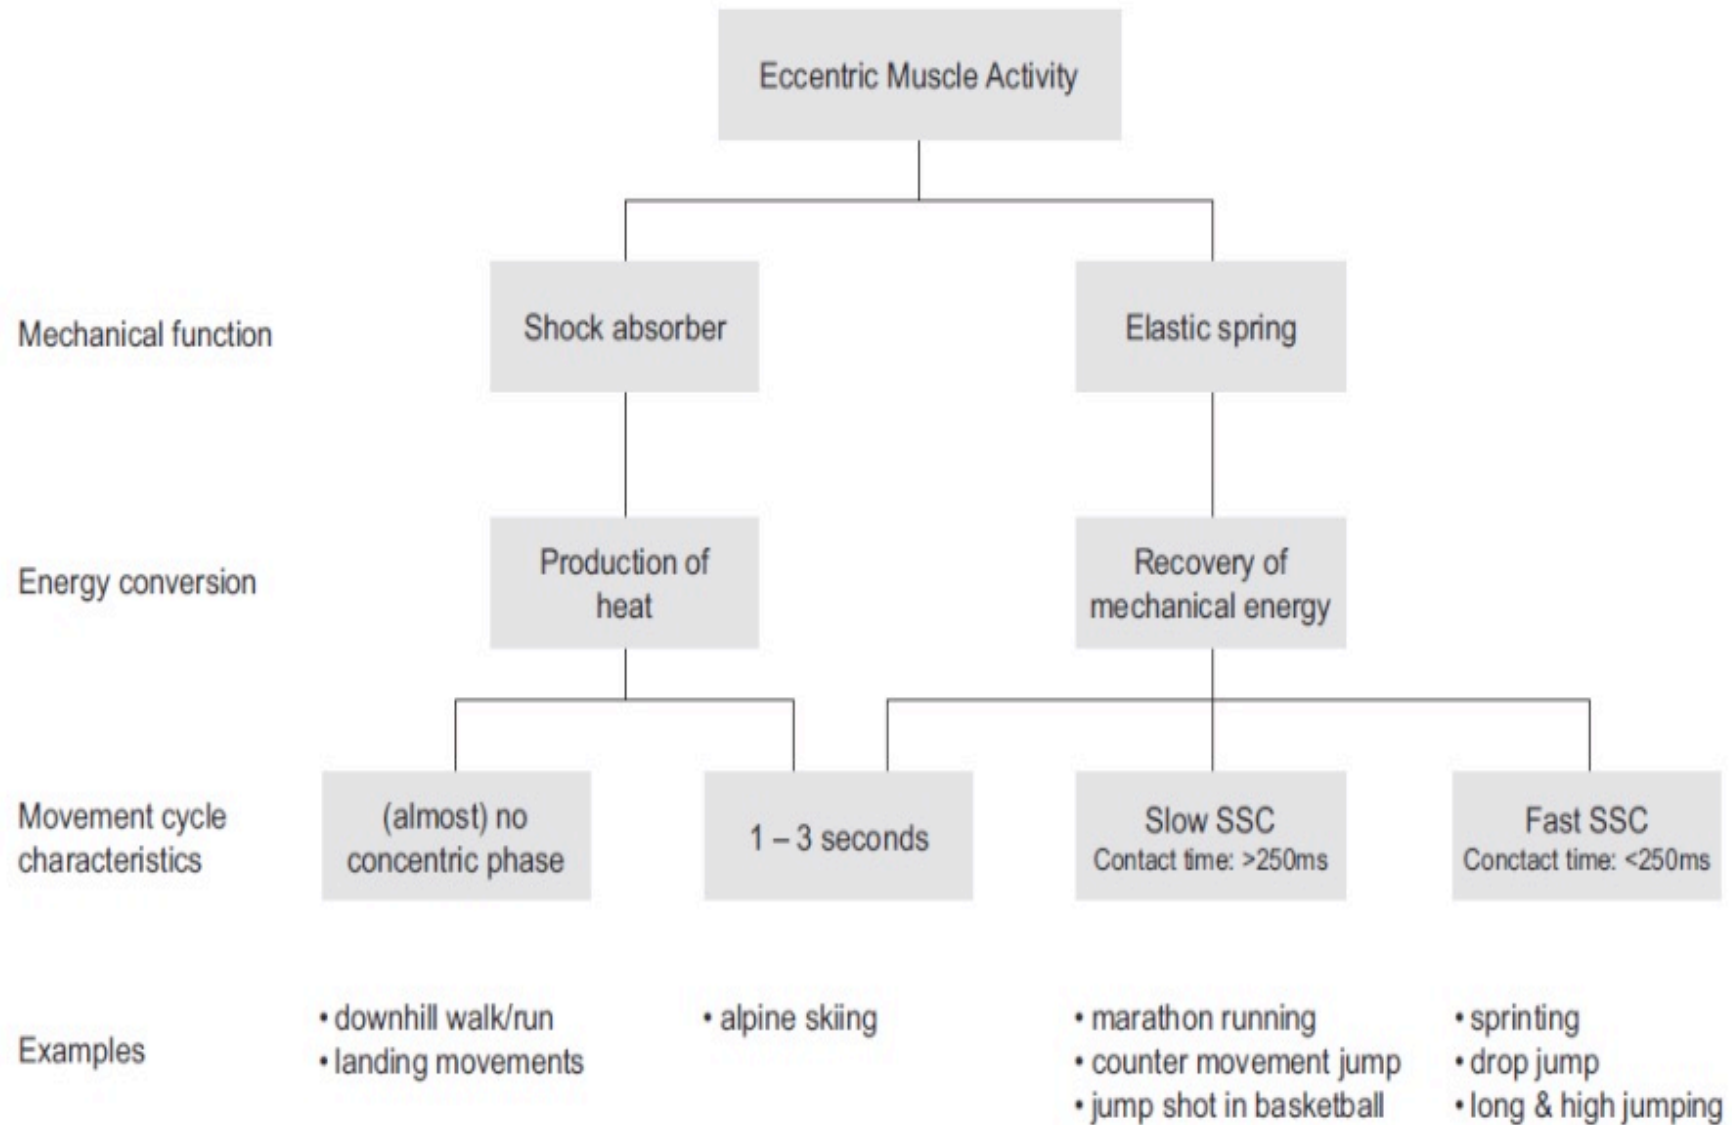 Eccentric Muscle Activity
Mechanical function
Shock absorber
Elastic spring
Energy conversion
Production of
heat
Recovery of
mechanical energy
Movement cycle
characteristics
(almost) no
concentric phase
1 – 3 seconds
Slow SSC
Contact time: >250ms
Fast SSC
Conctact time: <250ms
Examples
• downhill walk/run
• landing movements
• alpine skiing
• marathon running
• counter movement jump
• jump shot in basketball
• sprinting
• drop jump
• long & high jumping